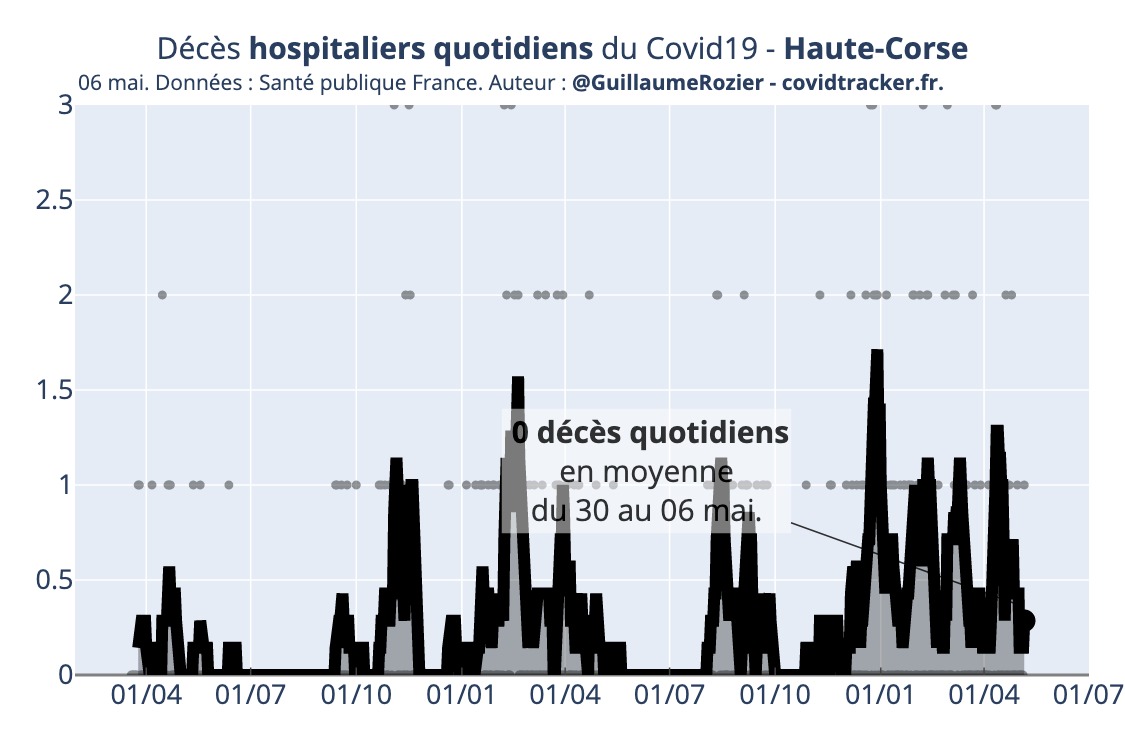 Décès hospitaliers quotidiens du Covid19 - Haute-Corse
06 mai. Données : Santé publique France. Auteur : @GuillaumeRozier - covidtracker.fr.
3
2.5
2
1.5
1
0.5
0
0 décès quotidiens
en moyenne
du 30 au 06 mai.
01/04 01/07 01/10 01/01 01/04 01/07 01/10 01/01 01/04 01/07